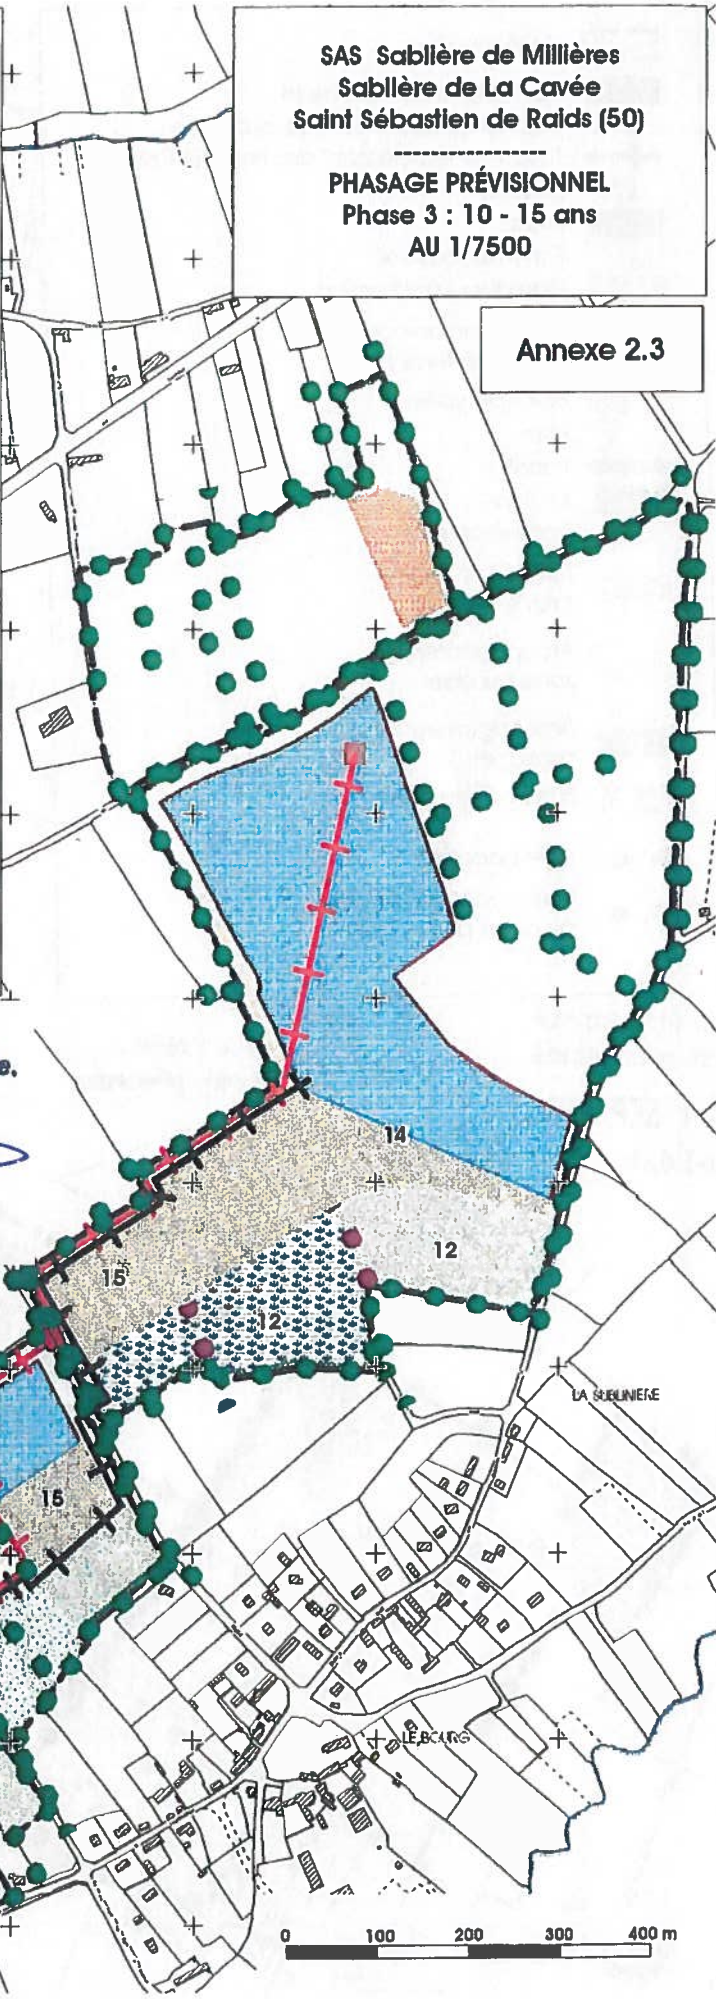 SAS Sablière de Millières
Sablière de La Cavée
Saint Sébastien de Raids (50)
-----------------
PHASAGE PRÉVISIONNEL
Phase 3 : 10 - 15 ans
AU 1/7500
Annexe 2.3
e.
14
12
15
12
LA SUBLINIERE
15
LE BOURG
0 100 200 300 400 m